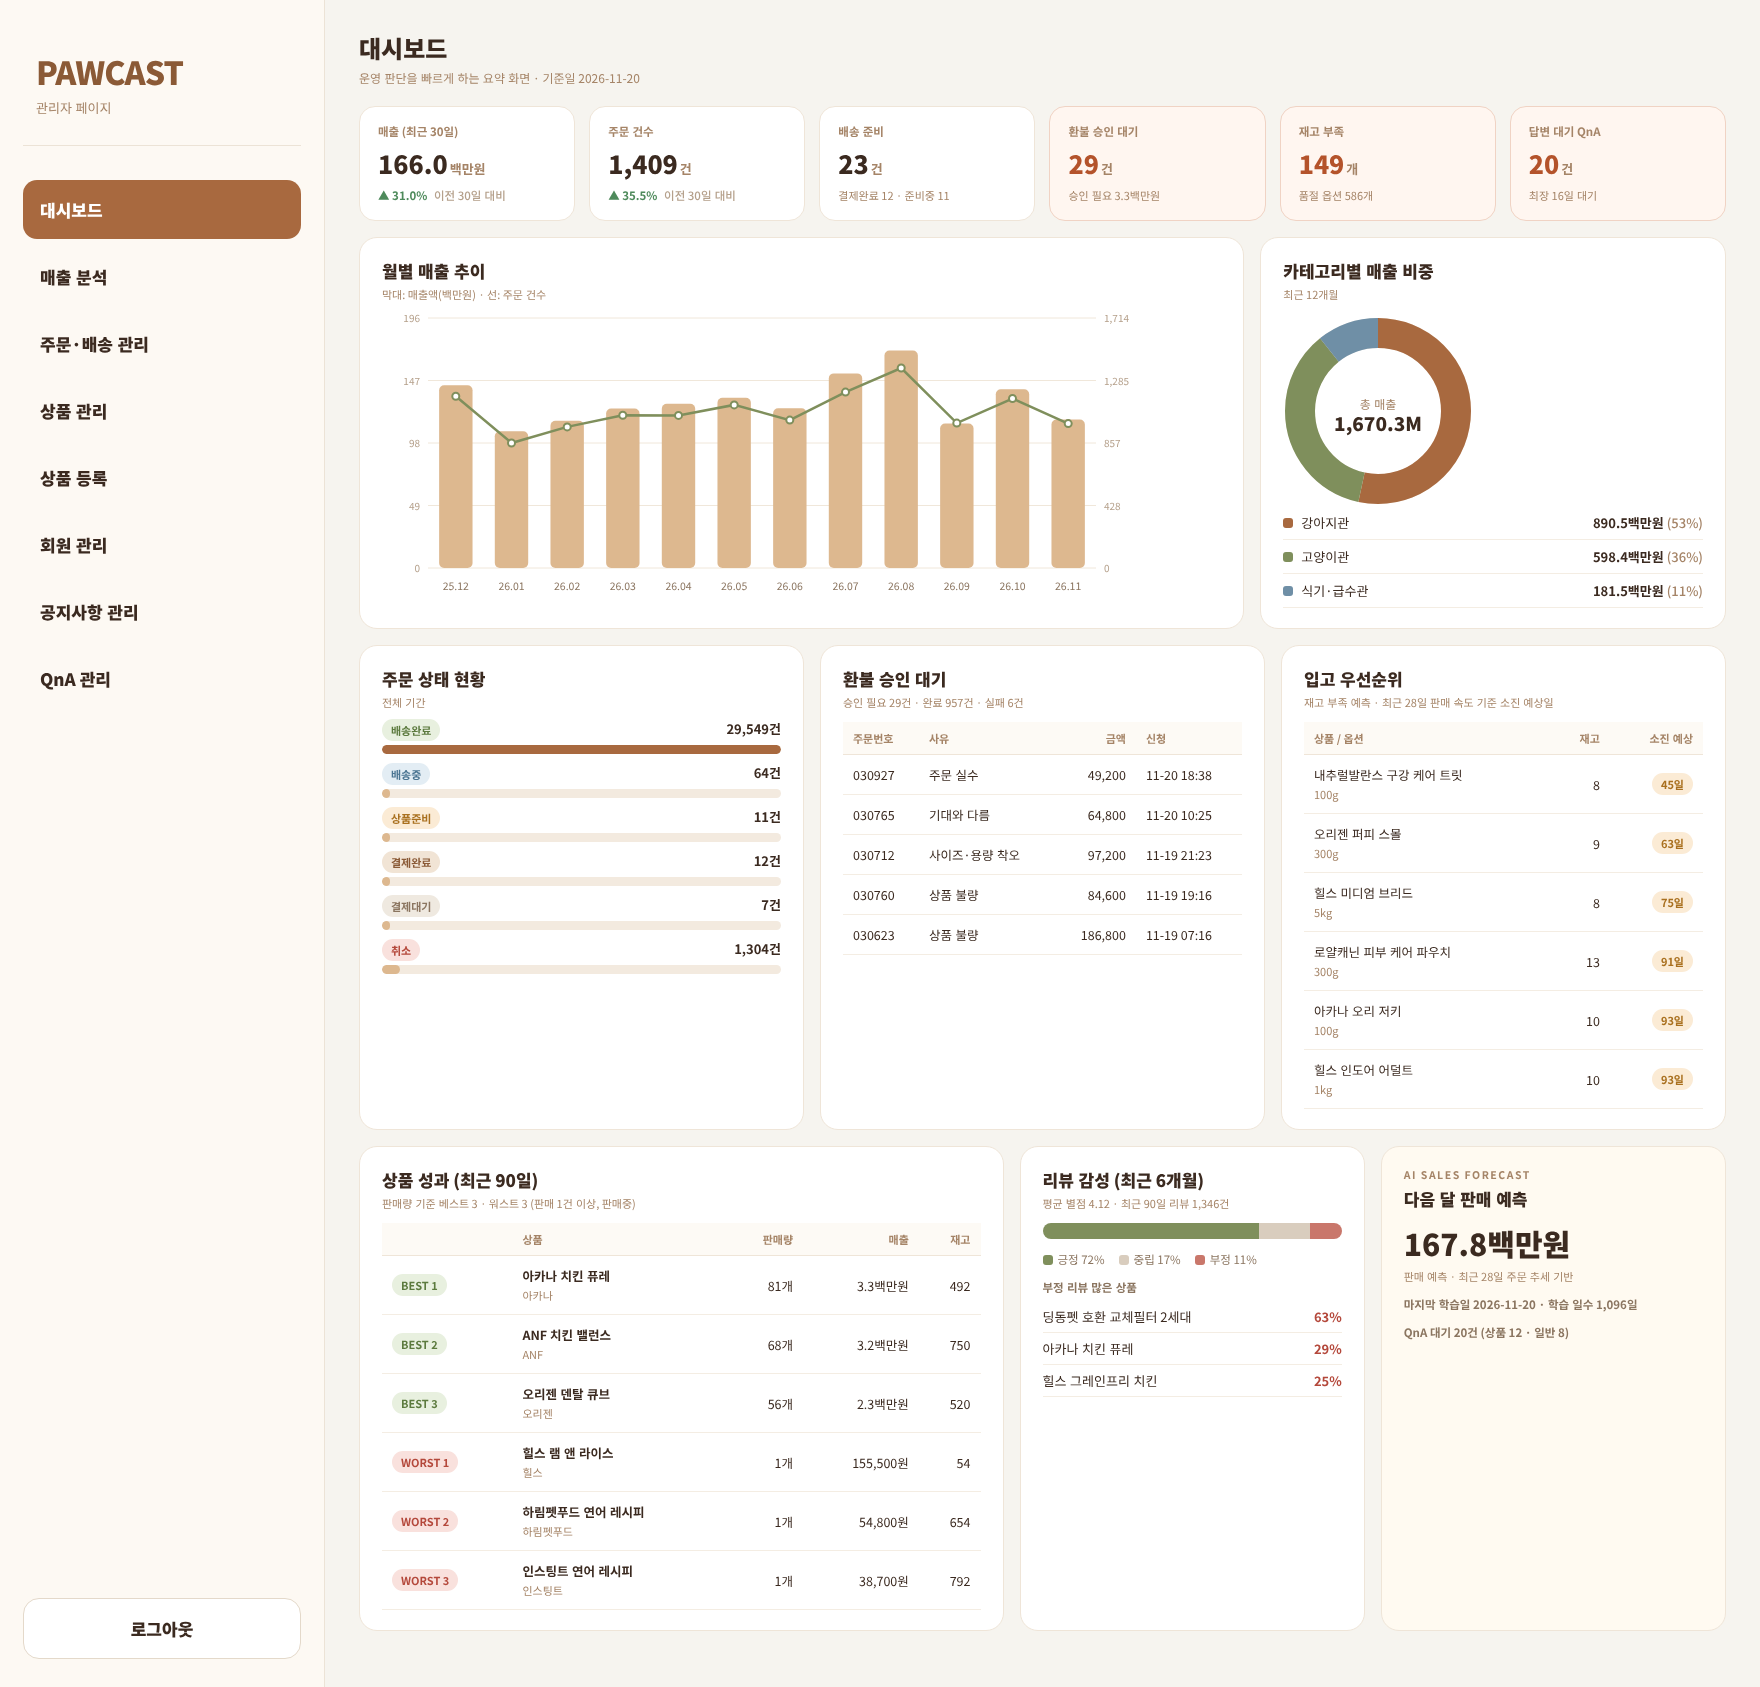 PAWCAST
관리자 페이지
대시보드
매출 분석
주문·배송 관리
상품 관리
상품 등록
회원 관리
공지사항 관리
QnA 관리
로그아웃
대시보드
운영 판단을 빠르게 하는 요약 화면 · 기준일 2026-11-20
매출 (최근 30일)
166.0 백만원
▲ 31.0% 이전 30일 대비
주문 건수
1,409 건
▲ 35.5% 이전 30일 대비
배송 준비
23 건
결제완료 12 · 준비중 11
환불 승인 대기
29 건
승인 필요 3.3백만원
재고 부족
149 개
품절 옵션 586개
답변 대기 QnA
20 건
최장 16일 대기
월별 매출 추이
막대: 매출액(백만원) · 선: 주문 건수
196 1,714
147 1,285
98 857
49 428
0 0
25.12 26.01 26.02 26.03 26.04 26.05 26.06 26.07 26.08 26.09 26.10 26.11
카테고리별 매출 비중
최근 12개월
총 매출
1,670.3M
강아지관 890.5백만원 (53%)
고양이관 598.4백만원 (36%)
식기·급수관 181.5백만원 (11%)
주문 상태 현황
전체 기간
배송완료 29,549건
배송중 64건
상품준비 11건
결제완료 12건
결제대기 7건
취소 1,304건
환불 승인 대기
승인 필요 29건 · 완료 957건 · 실패 6건
주문번호 사유 금액 신청
030927 주문 실수 49,200 11-20 18:38
030765 기대와 다름 64,800 11-20 10:25
030712 사이즈·용량 착오 97,200 11-19 21:23
030760 상품 불량 84,600 11-19 19:16
030623 상품 불량 186,800 11-19 07:16
입고 우선순위
재고 부족 예측 · 최근 28일 판매 속도 기준 소진 예상일
상품 / 옵션 재고 소진 예상
내추럴발란스 구강 케어 트릿
100g
8 45일
오리젠 퍼피 스몰
300g
9 63일
힐스 미디엄 브리드
5kg
8 75일
로얄캐닌 피부 케어 파우치
300g
13 91일
아카나 오리 저키
100g
10 93일
힐스 인도어 어덜트
1kg
10 93일
상품 성과 (최근 90일)
판매량 기준 베스트 3 · 워스트 3 (판매 1건 이상, 판매중)
상품 판매량 매출 재고
BEST 1 아카나 치킨 퓨레 81개 3.3백만원 492
아카나
BEST 2 ANF 치킨 밸런스 68개 3.2백만원 750
ANF
BEST 3 오리젠 덴탈 큐브 56개 2.3백만원 520
오리젠
WORST 1 힐스 램 앤 라이스 1개 155,500원 54
힐스
WORST 2 하림펫푸드 연어 레시피 1개 54,800원 654
하림펫푸드
WORST 3 인스팅트 연어 레시피 1개 38,700원 792
인스팅트
리뷰 감성 (최근 6개월)
평균 별점 4.12 · 최근 90일 리뷰 1,346건
긍정 72% 중립 17% 부정 11%
부정 리뷰 많은 상품
딩동펫 호환 교체필터 2세대 63%
아카나 치킨 퓨레 29%
힐스 그레인프리 치킨 25%
AI SALES FORECAST
다음 달 판매 예측
167.8백만원
판매 예측 · 최근 28일 주문 추세 기반
마지막 학습일 2026-11-20 · 학습 일수 1,096일
QnA 대기 20건 (상품 12 · 일반 8)